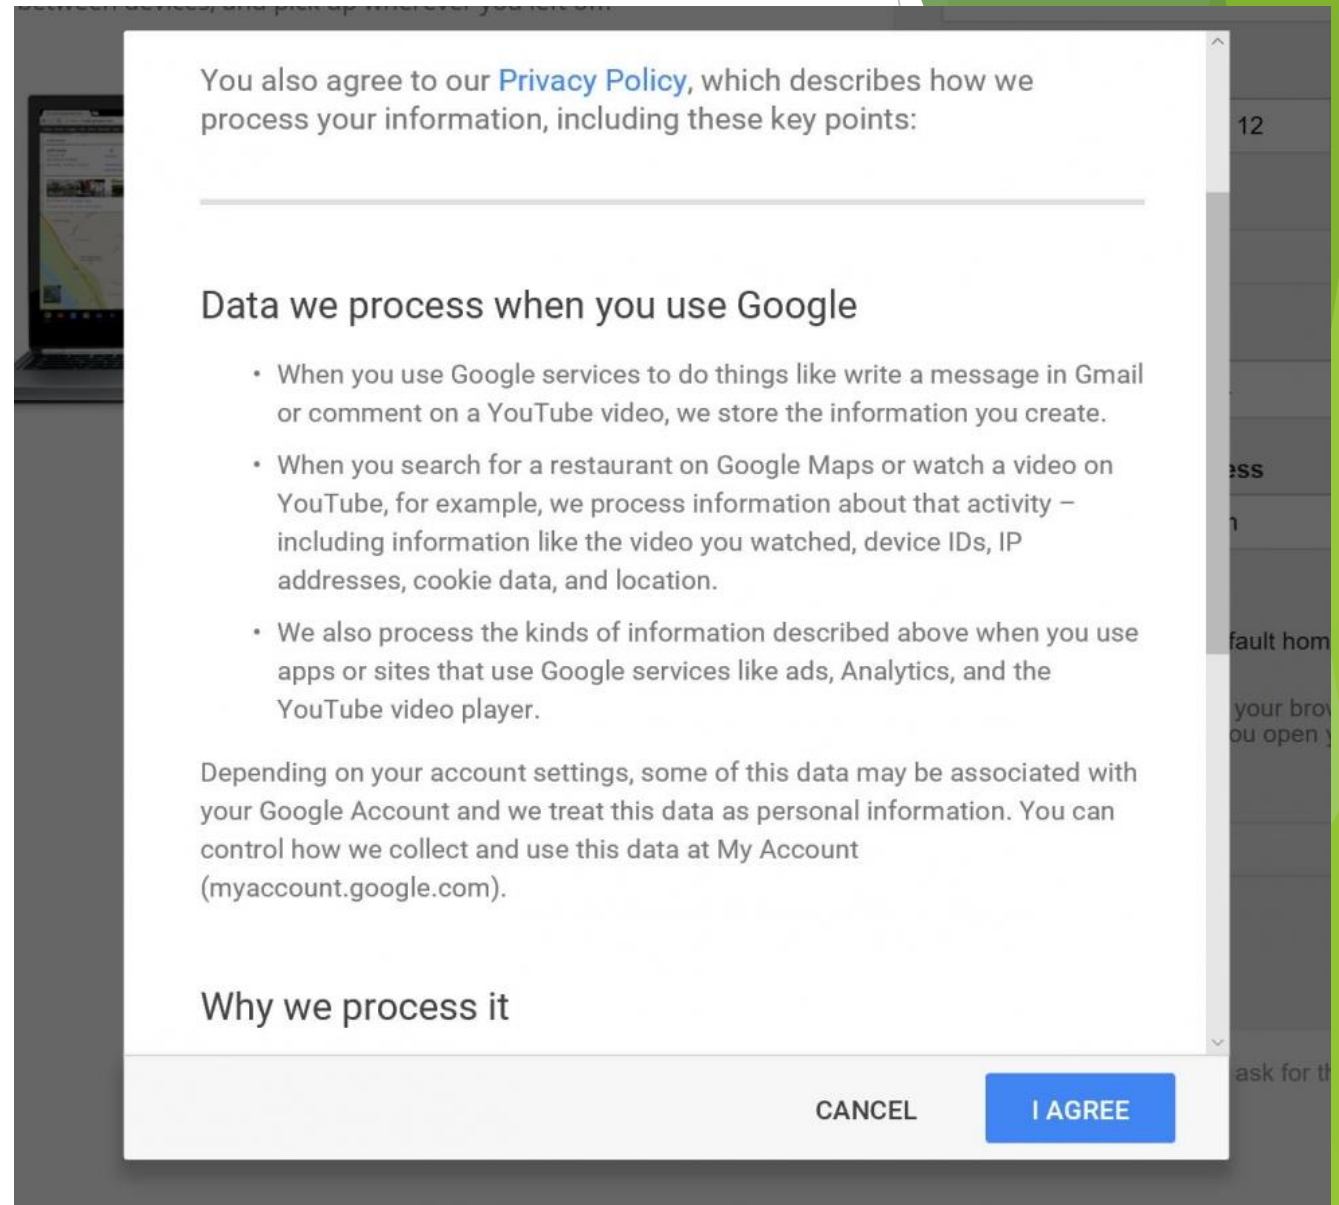 You also agree to our Privacy Policy, which describes how we
process your information, including these key points:
12
Data we process when you use Google
• When you use Google services to do things like write a message in Gmail
or comment on a YouTube video, we store the information you create.
• When you search for a restaurant on Google Maps or watch a video on
YouTube, for example, we process information about that activity –
including information like the video you watched, device IDs, IP
addresses, cookie data, and location.
• We also process the kinds of information described above when you use
apps or sites that use Google services like ads, Analytics, and the
YouTube video player.
Depending on your account settings, some of this data may be associated with
your Google Account and we treat this data as personal information. You can
control how we collect and use this data at My Account
(myaccount.google.com).
Why we process it
CANCEL
I AGREE
your
ou open
ask for